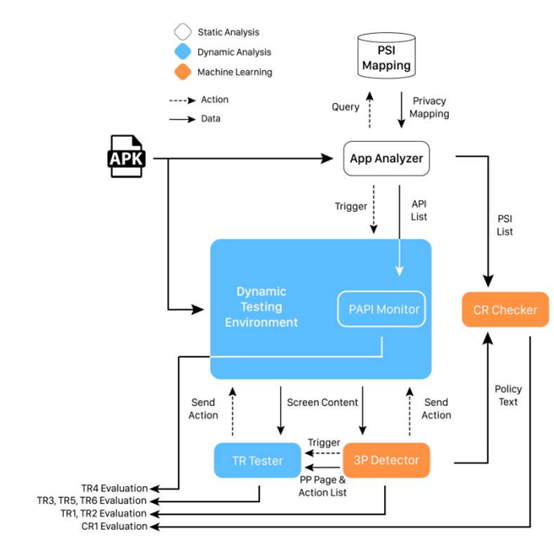 Static Analysis
Dynamic Analysis
Machine Learning
Action
Data
PSI
Mapping
Query
Privacy
Mapping
APK
App Analyzer
Trigger
API
List
PSI
List
Dynamic
Testing
Environment
PAPI Monitor
CR Checker
Send
Action
Screen Content
Send
Action
Policy
Text
TR Tester
Trigger
3P Detector
PP Page &
Action List
TR4 Evaluation
TR3, TR5, TR6 Evaluation
TR1, TR2 Evaluation
CR1 Evaluation